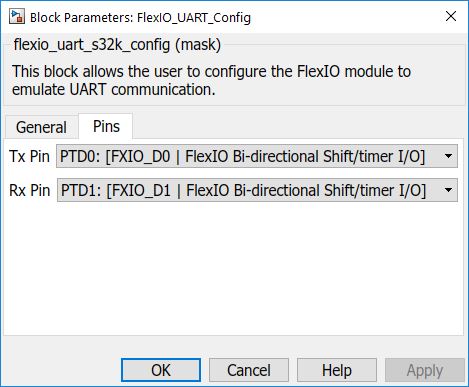 Block Parameters: FlexIO_UART_Config
flexio_uart_s32k_config (mask)
This block allows the user to configure the FlexIO module to
emulate UART communication.
General Pins
Tx Pin PTD0: [FXIO_D0 | FlexIO Bi-directional Shift/timer I/O]
Rx Pin PTD1: [FXIO_D1 | FlexIO Bi-directional Shift/timer I/O]
OK Cancel Help Apply